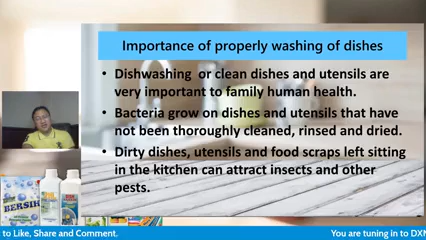 Importance of properly washing of dishes
• Dishwashing or clean dishes and utensils are
very important to family human health.
• Bacteria grow on dishes and utensils that have
not been thoroughly cleaned, rinsed and dried.
• Dirty dishes, utensils and food scraps left sitting
in the kitchen can attract insects and other
pests.
BERSIH
to Like, Share and Comment.
You are tuning in to DXN